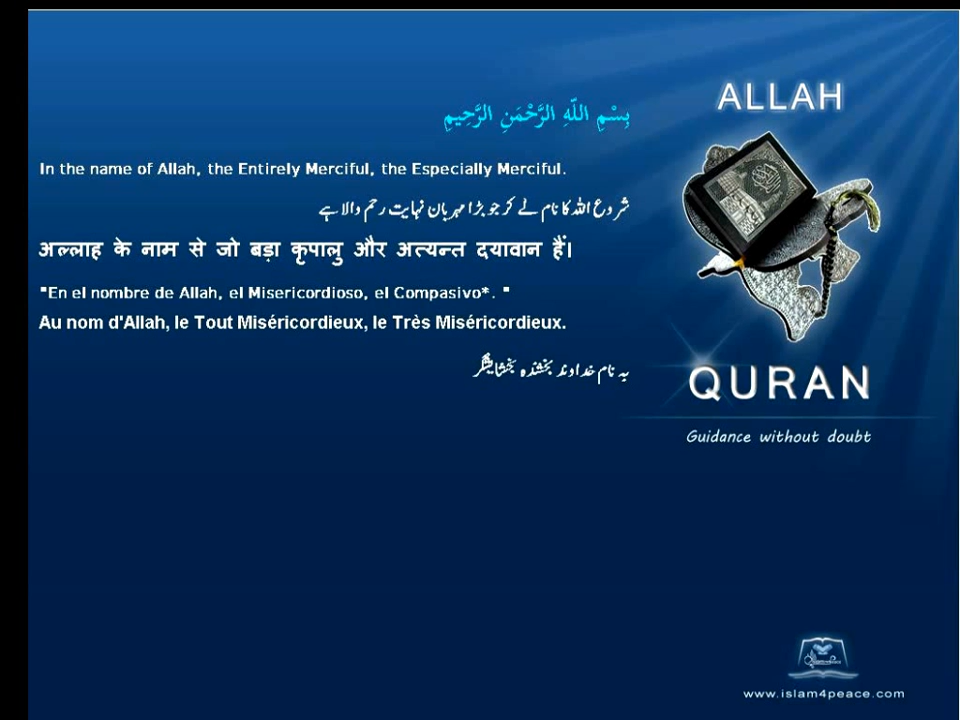 بِسْمِ اللّهِ الرَّحْمَنِ الرَّحِيمِ
In the name of Allah, the Entirely Merciful, the Especially Merciful.
شروع اللہ کا نام لے کر جو بڑا مہربان نہایت رحم والا ہے
अल्लाह के नाम से जो बड़ा कृपालु और अत्यन्त दयावान हैं।
"En el nombre de Allah, el Misericordioso, el Compasivo*. "
Au nom d'Allah, le Tout Miséricordieux, le Très Miséricordieux.
به نام خداوند بخشنده بخشایشگر
ALLAH
QURAN
Guidance without doubt
www.islam4peace.com